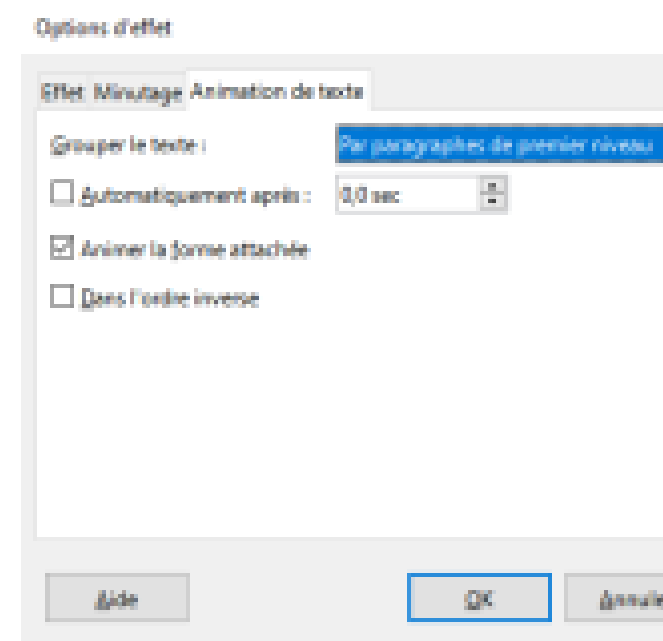 Options d'effet
Effet Minutage Animation de texte
Grouper le texte : Par paragraphes de premier niveau
Automatiquement après : 0,0 sec
Animer la forme attachée
Dans l'ordre inverse
Aide OK Annule